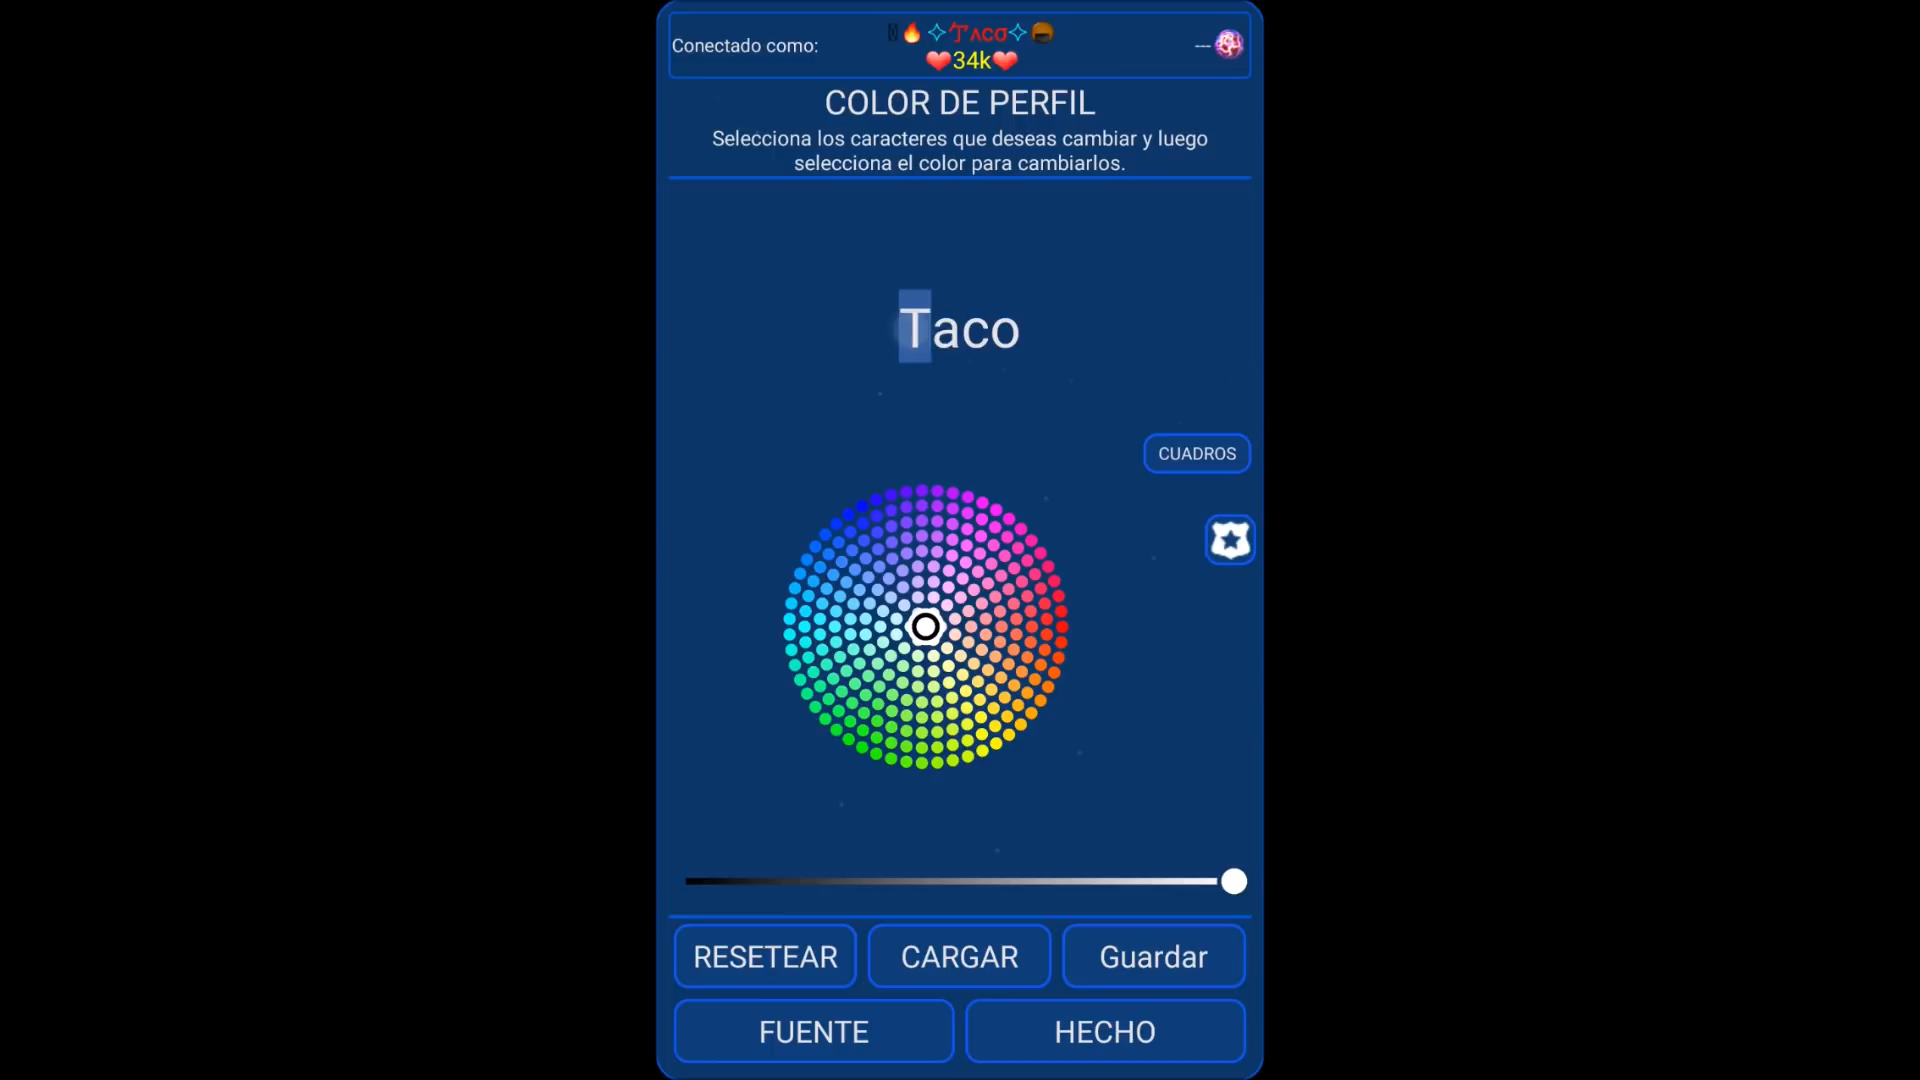 Conectado como:
✧Ꞇʌcσ✧
❤34k❤
---
COLOR DE PERFIL
Selecciona los caracteres que deseas cambiar y luego
selecciona el color para cambiarlos.
Taco
CUADROS
RESETEAR
CARGAR
Guardar
FUENTE
HECHO